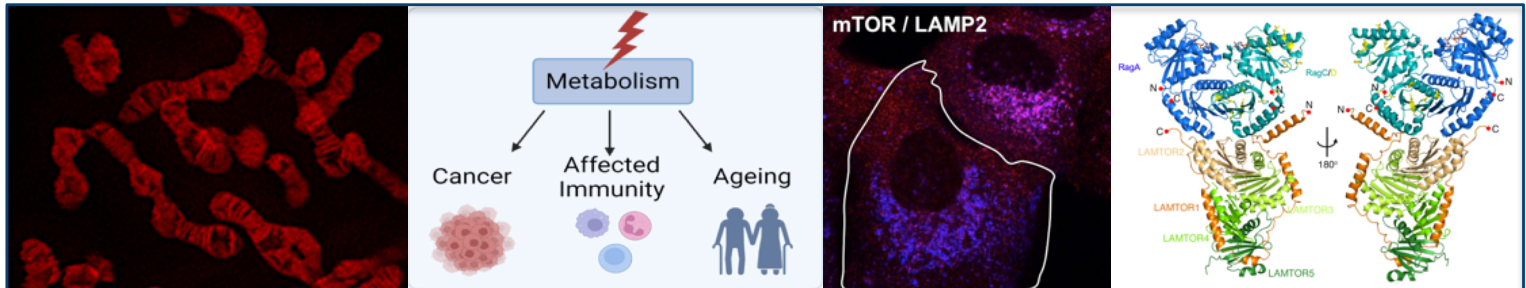 Metabolism
Cancer
Affected
Immunity
Ageing
mTOR / LAMP2
RagA
RagC/D
N
C
N
C
N
C
N
C
N
C
N
C
LAMTOR2
180°
LAMTOR1
LAMTOR3
LAMTOR4
LAMTOR5